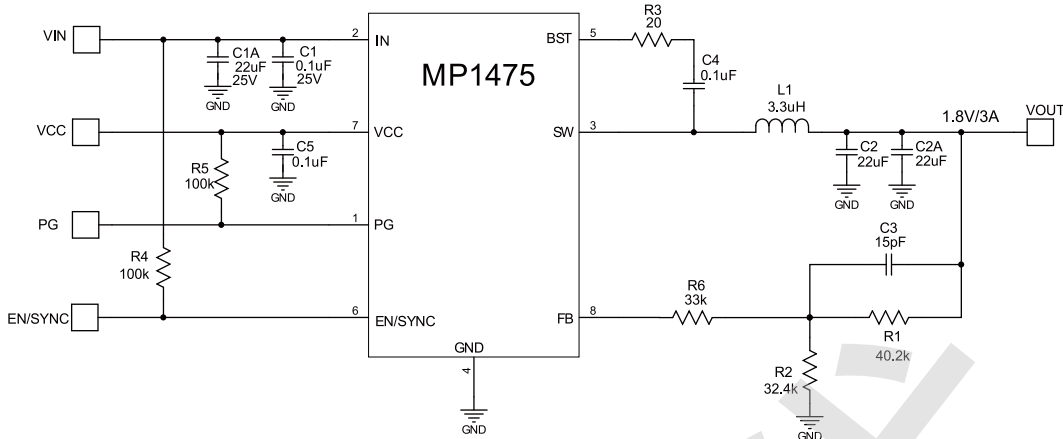 VIN
2
IN
C1A
22uF
25V
GND
C1
0.1uF
25V
GND
MP1475
BST
5
R3
20
C4
0.1uF
VCC
7
VCC
C5
0.1uF
GND
R5
100k
SW
3
L1
3.3uH
1.8V/3A
VOUT
C2
22uF
GND
C2A
22uF
GND
PG
1
PG
R4
100k
C3
15pF
EN/SYNC
6
EN/SYNC
FB
8
R6
33k
R1
40.2k
R2
32.4k
GND
GND
4
GND